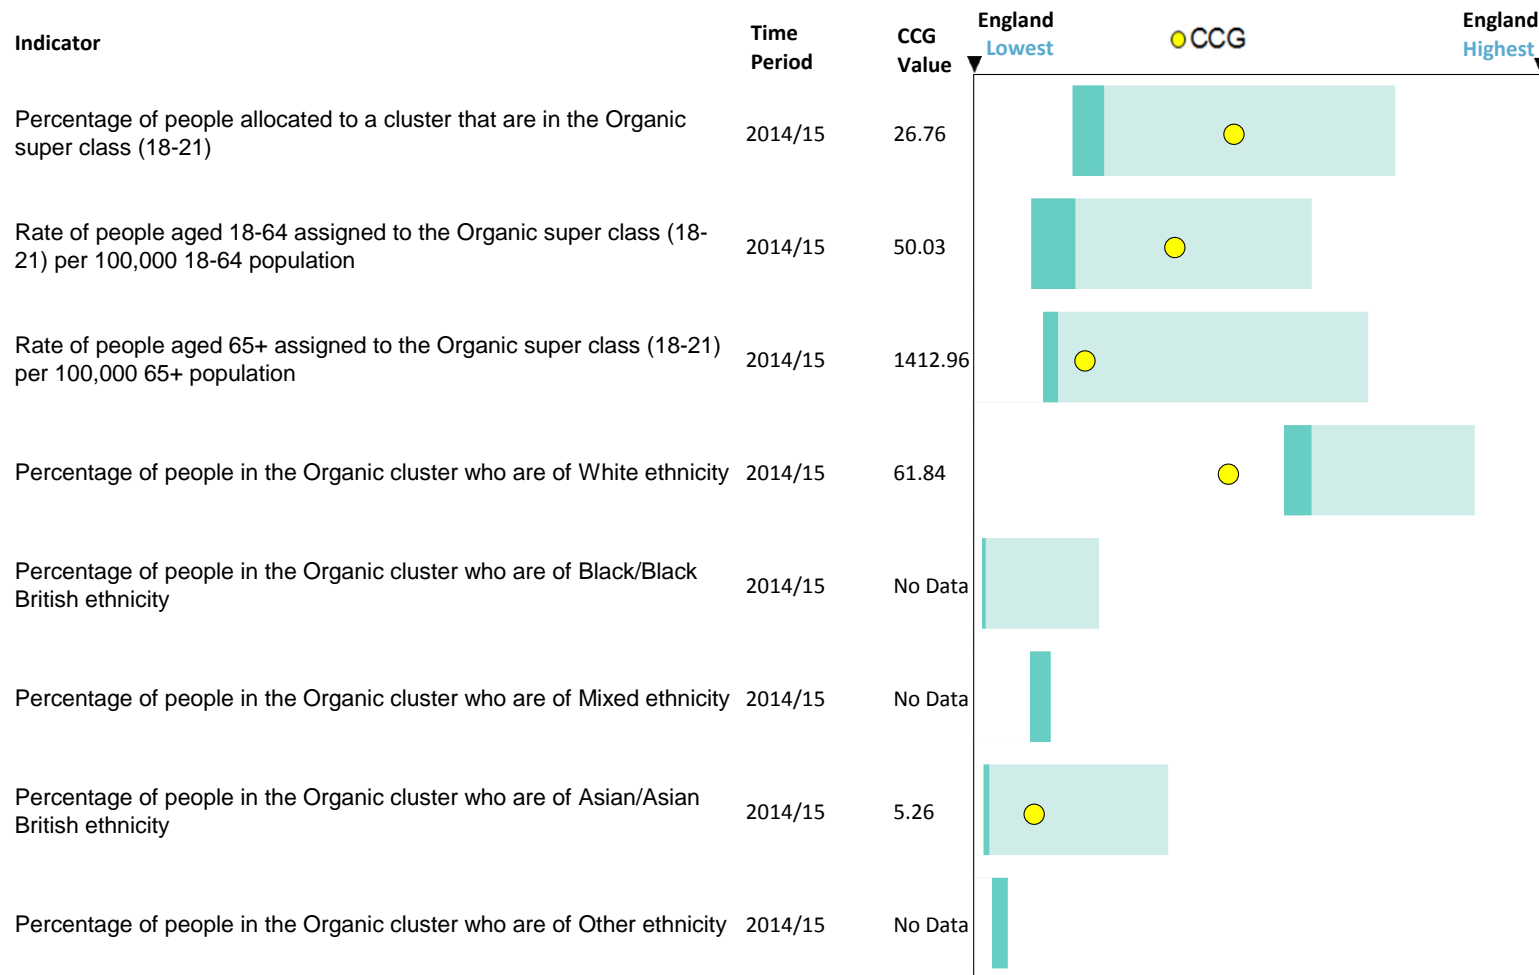 Indicator
Time
Period
CCG
Value
England
Lowest
CCG
England
Highest
Percentage of people allocated to a cluster that are in the Organic
super class (18-21)
2014/15
26.76
Rate of people aged 18-64 assigned to the Organic super class (18-
21) per 100,000 18-64 population
2014/15
50.03
Rate of people aged 65+ assigned to the Organic super class (18-21)
per 100,000 65+ population
2014/15
1412.96
Percentage of people in the Organic cluster who are of White ethnicity
2014/15
61.84
Percentage of people in the Organic cluster who are of Black/Black
British ethnicity
2014/15
No Data
Percentage of people in the Organic cluster who are of Mixed ethnicity
2014/15
No Data
Percentage of people in the Organic cluster who are of Asian/Asian
British ethnicity
2014/15
5.26
Percentage of people in the Organic cluster who are of Other ethnicity
2014/15
No Data